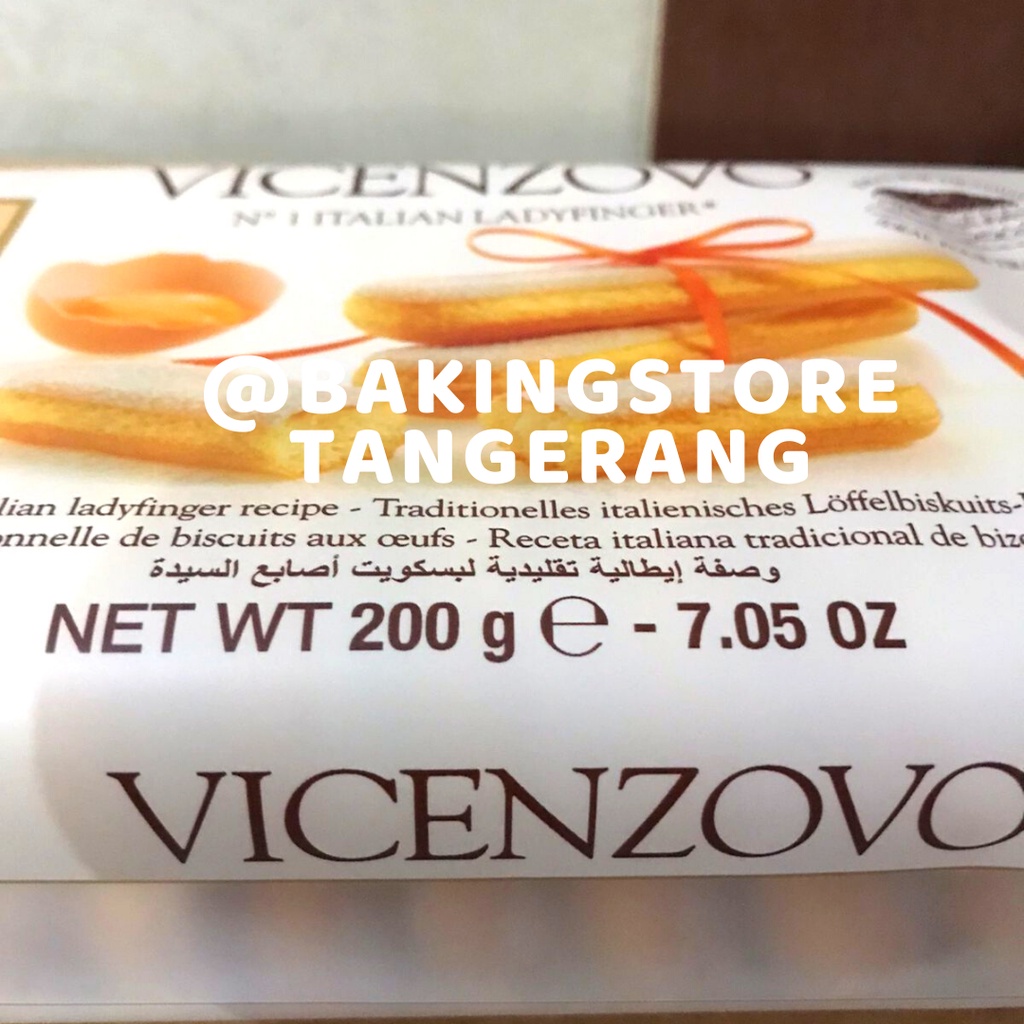 VICENZOVO
N° 1 ITALIAN LADYFINGER*
@BAKINGSTORE
TANGERANG
lian ladyfinger recipe - Traditionelles italienisches Löffelbiskuits-
onnelle de biscuits aux œufs - Receta italiana tradicional de biz
وصفة إيطالية تقليدية لبسكويت أصابع السيدة
NET WT 200 g ℮ - 7.05 OZ
VICENZOVO